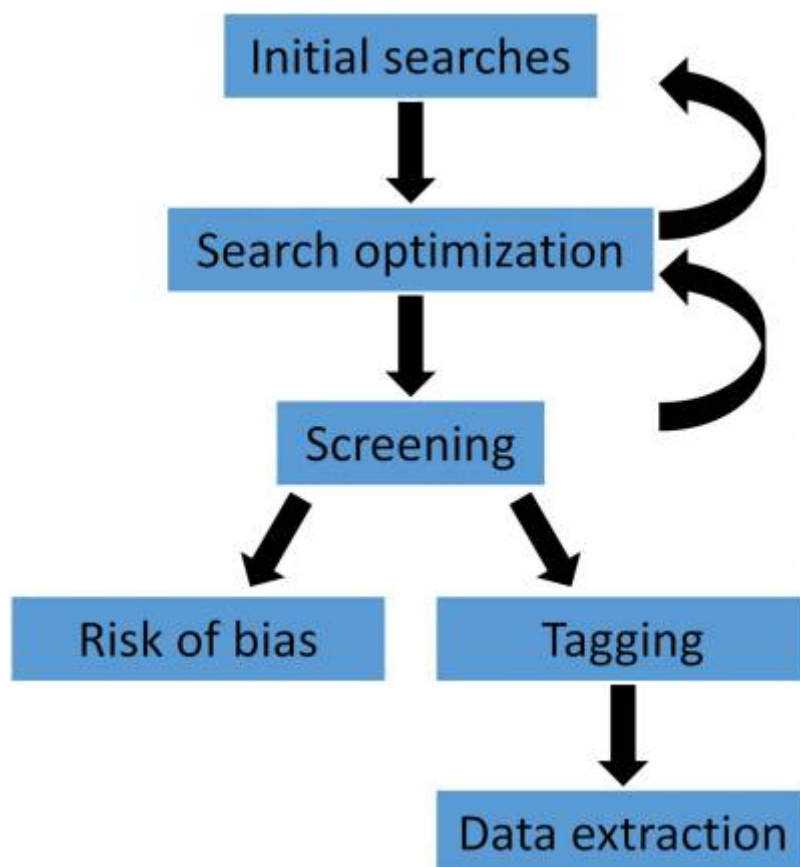 Initial searches
Search optimization
Screening
Risk of bias
Tagging
Data extraction